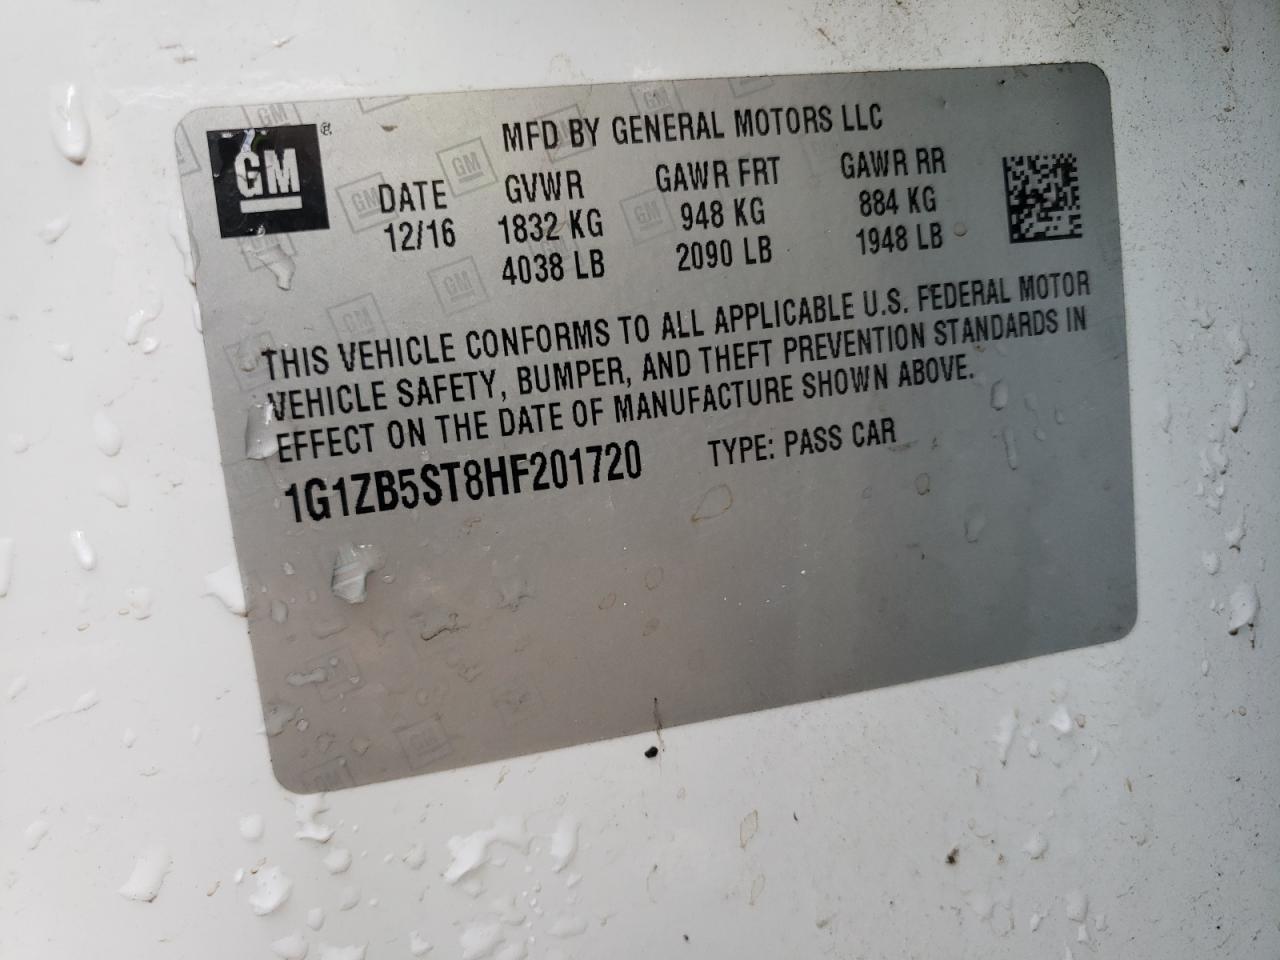 GM
MFD BY GENERAL MOTORS LLC
DATE GVWR GAWR FRT GAWR RR
12/16 1832 KG 948 KG 884 KG
4038 LB 2090 LB 1948 LB
THIS VEHICLE CONFORMS TO ALL APPLICABLE U.S. FEDERAL MOTOR
VEHICLE SAFETY, BUMPER, AND THEFT PREVENTION STANDARDS IN
EFFECT ON THE DATE OF MANUFACTURE SHOWN ABOVE.
1G1ZB5ST8HF201720 TYPE: PASS CAR